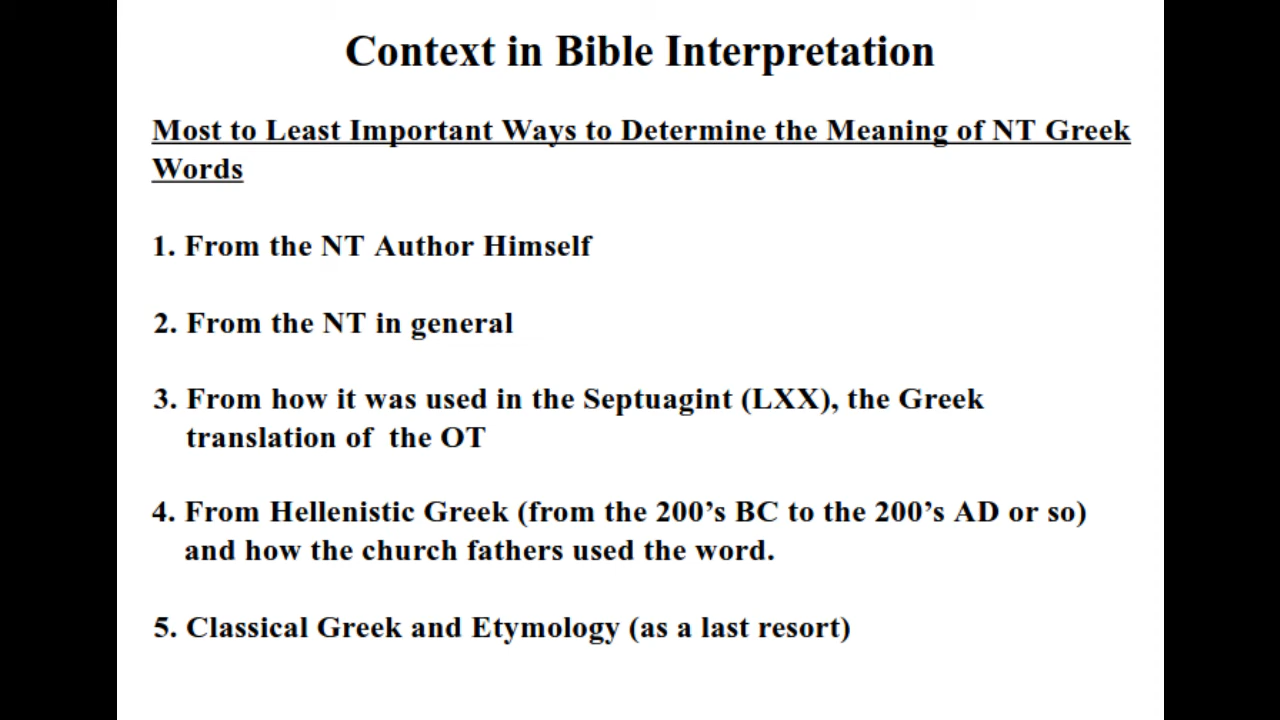 Context in Bible Interpretation
Most to Least Important Ways to Determine the Meaning of NT Greek
Words
1. From the NT Author Himself
2. From the NT in general
3. From how it was used in the Septuagint (LXX), the Greek
translation of the OT
4. From Hellenistic Greek (from the 200’s BC to the 200’s AD or so)
and how the church fathers used the word.
5. Classical Greek and Etymology (as a last resort)